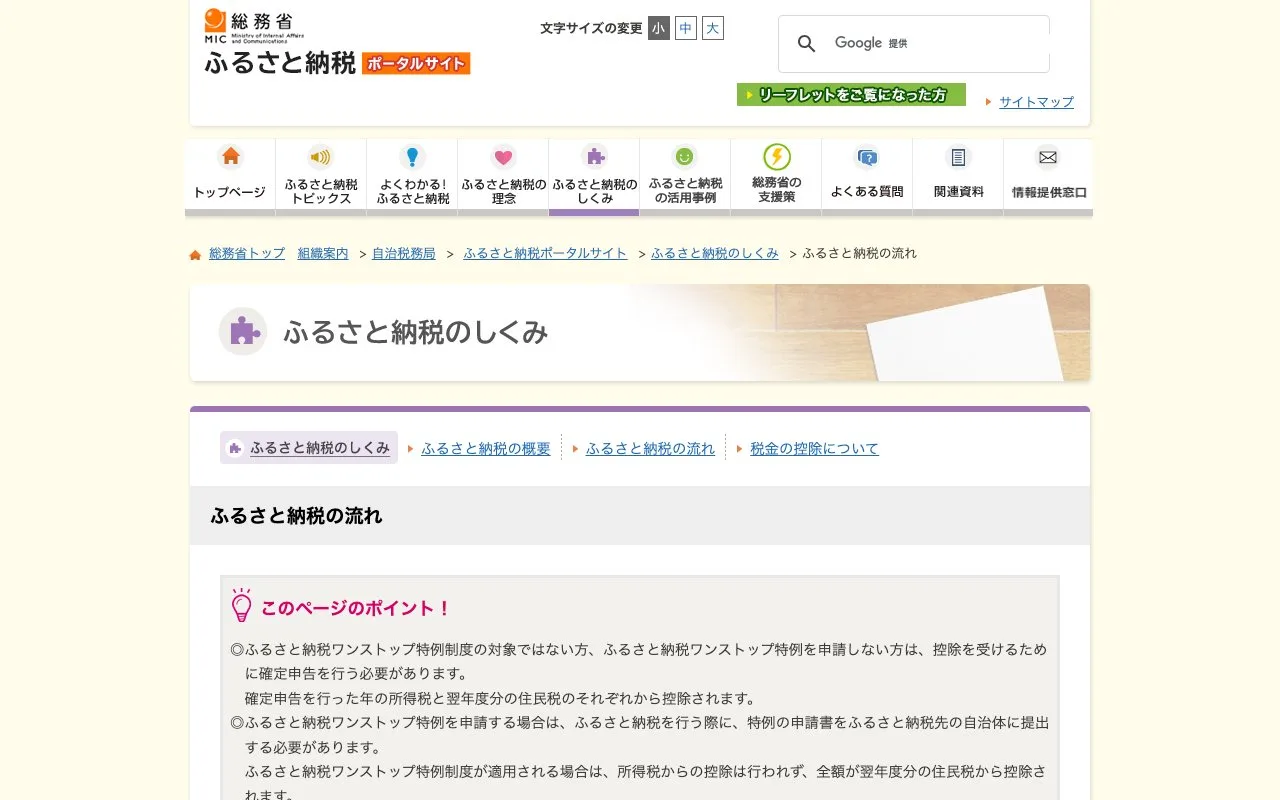 総務省
MIC Ministry of Internal Affairs and Communications
ふるさと納税 ポータルサイト
文字サイズの変更 小 中 大
Google 提供
リーフレットをご覧になった方
サイトマップ
トップページ
ふるさと納税
トピックス
よくわかる!
ふるさと納税
ふるさと納税の
理念
ふるさと納税の
しくみ
ふるさと納税
の活用事例
総務省の
支援策
よくある質問
関連資料
情報提供窓口
総務省トップ 組織案内 > 自治税務局 > ふるさと納税ポータルサイト > ふるさと納税のしくみ > ふるさと納税の流れ
ふるさと納税のしくみ
ふるさと納税のしくみ ふるさと納税の概要 ふるさと納税の流れ 税金の控除について
ふるさと納税の流れ
このページのポイント!
◎ふるさと納税ワンストップ特例制度の対象ではない方、ふるさと納税ワンストップ特例を申請しない方は、控除を受けるため
に確定申告を行う必要があります。
確定申告を行った年の所得税と翌年度分の住民税のそれぞれから控除されます。
◎ふるさと納税ワンストップ特例を申請する場合は、ふるさと納税を行う際に、特例の申請書をふるさと納税先の自治体に提出
する必要があります。
ふるさと納税ワンストップ特例制度が適用される場合は、所得税からの控除は行われず、全額が翌年度分の住民税から控除さ
れます。